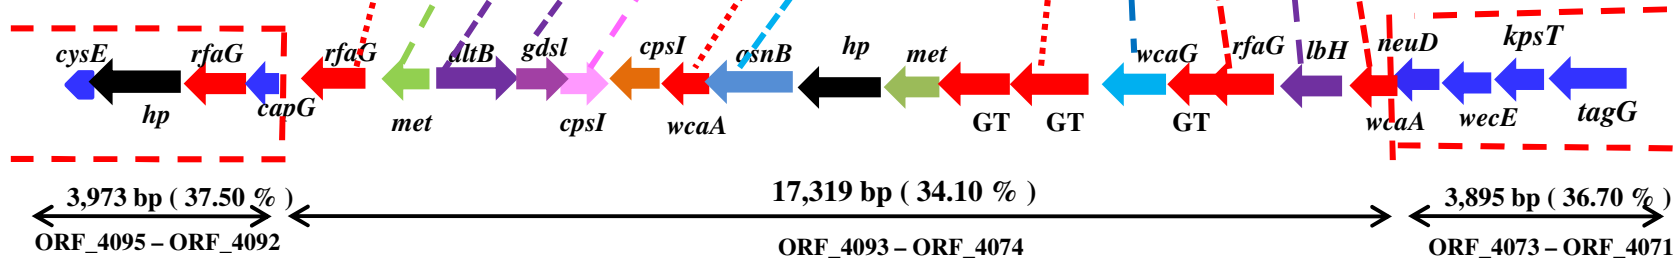 cysE rfaG rfaG dltB gdsl cpsI asnB hp met wcaG rfaG lbH neuD kpsT
hp capG met cpsI wcaA GT GT GT wcaA wecE tagG
3,973 bp ( 37.50 % ) 17,319 bp ( 34.10 % ) 3,895 bp ( 36.70 % )
ORF_4095 – ORF_4092 ORF_4093 – ORF_4074 ORF_4073 – ORF_4071